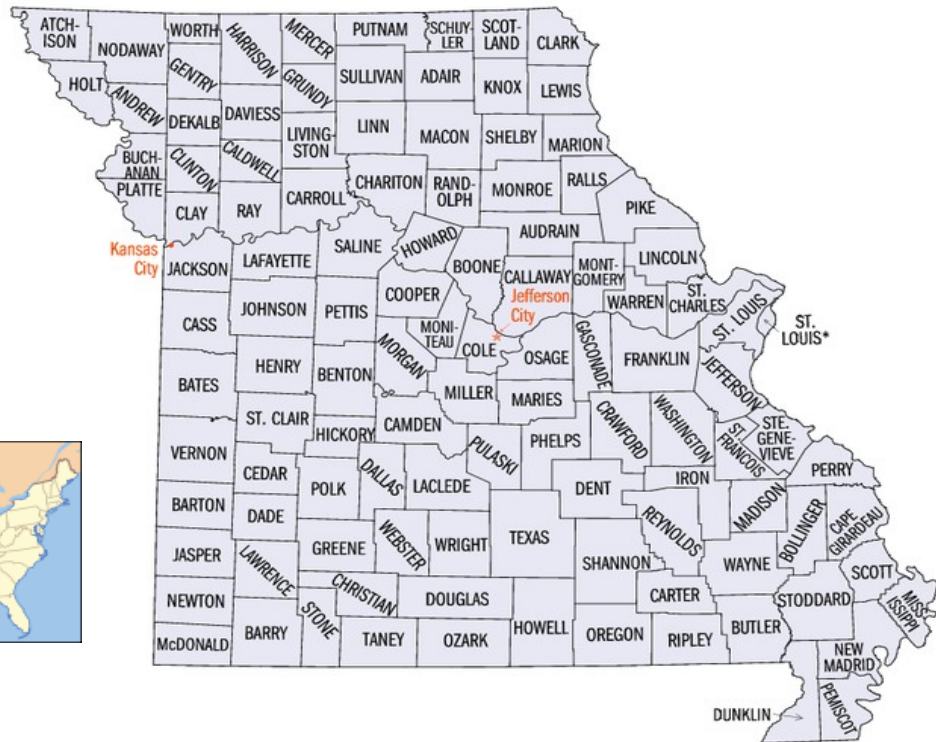 ATCH-
ISON
NODAWAY
WORTH
HARRISON
MERCER
PUTNAM
SCHUY-
LER
SCOT-
LAND
CLARK
HOLT
ANDREW
GENTRY
GRUNDY
SULLIVAN
ADAIR
KNOX
LEWIS
DEKALB
DAVIESS
LIVING-
STON
LINN
MACON
SHELBY
MARION
BUCH-
ANAN
CLINTON
CALDWELL
PLATTE
CLAY
RAY
CARROLL
CHARITON
RAND-
OLPH
MONROE
RALLS
PIKE
Kansas
City
JACKSON
LAFAYETTE
SALINE
HOWARD
BOONE
AUDRAIN
CALLAWAY
MONT-
GOMERY
LINCOLN
CASS
JOHNSON
PETTIS
COOPER
MONI-
TEAU
COLE
Jefferson
City
WARREN
ST.
CHARLES
ST. LOUIS
ST.
LOUIS*
BATES
HENRY
BENTON
MORGAN
MILLER
OSAGE
GASCONADE
FRANKLIN
JEFFERSON
MARIES
VERNON
ST. CLAIR
HICKORY
CAMDEN
PULASKI
PHELPS
CRAWFORD
WASHINGTON
ST.
FRANCOIS
STE.
GENE-
VIEVE
PERRY
CEDAR
POLK
DALLAS
LACLEDE
DENT
IRON
MADISON
BOLLINGER
CAPE
GIRARDEAU
BARTON
DADE
GREENE
WEBSTER
WRIGHT
TEXAS
REYNOLDS
JASPER
LAWRENCE
CHRISTIAN
DOUGLAS
SHANNON
WAYNE
SCOTT
NEWTON
CARTER
STODDARD
MISS-
ISSIPPI
McDONALD
BARRY
STONE
TANEY
OZARK
HOWELL
OREGON
RIPLEY
BUTLER
NEW
MADRID
DUNKLIN
PEMISCOT